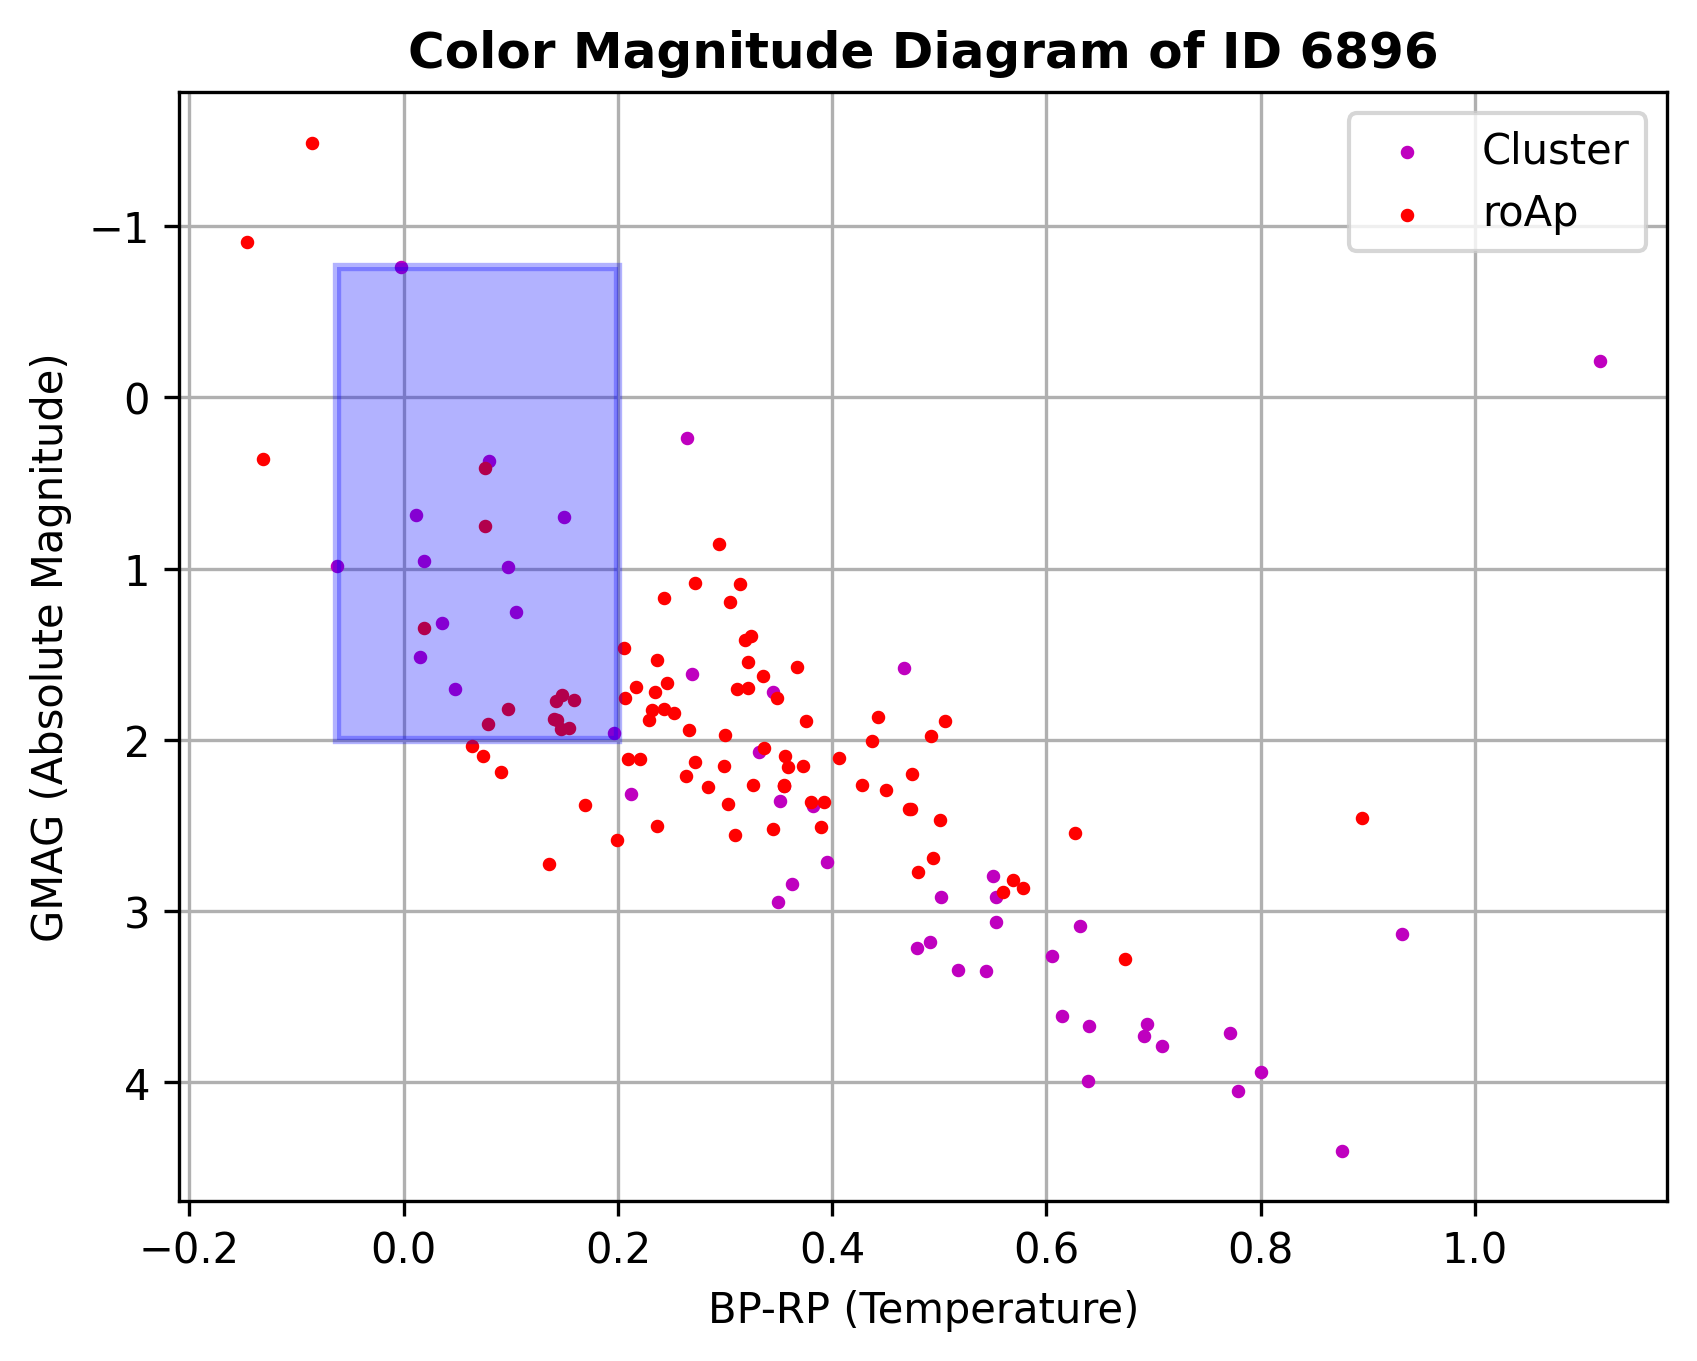 Color Magnitude Diagram of ID 6896
Cluster
roAp
−1
0
1
2
3
4
GMAG (Absolute Magnitude)
−0.2 0.0 0.2 0.4 0.6 0.8 1.0
BP-RP (Temperature)